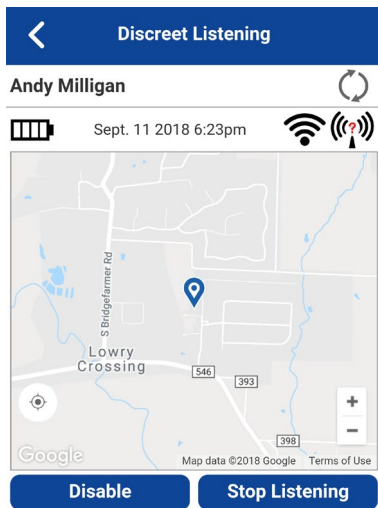 Discreet Listening
Andy Milligan
Sept. 11 2018 6:23pm
?
S Bridgefarmer Rd
Lowry
Crossing
546
393
+
−
398
Google
Map data ©2018 Google Terms of Use
Disable
Stop Listening